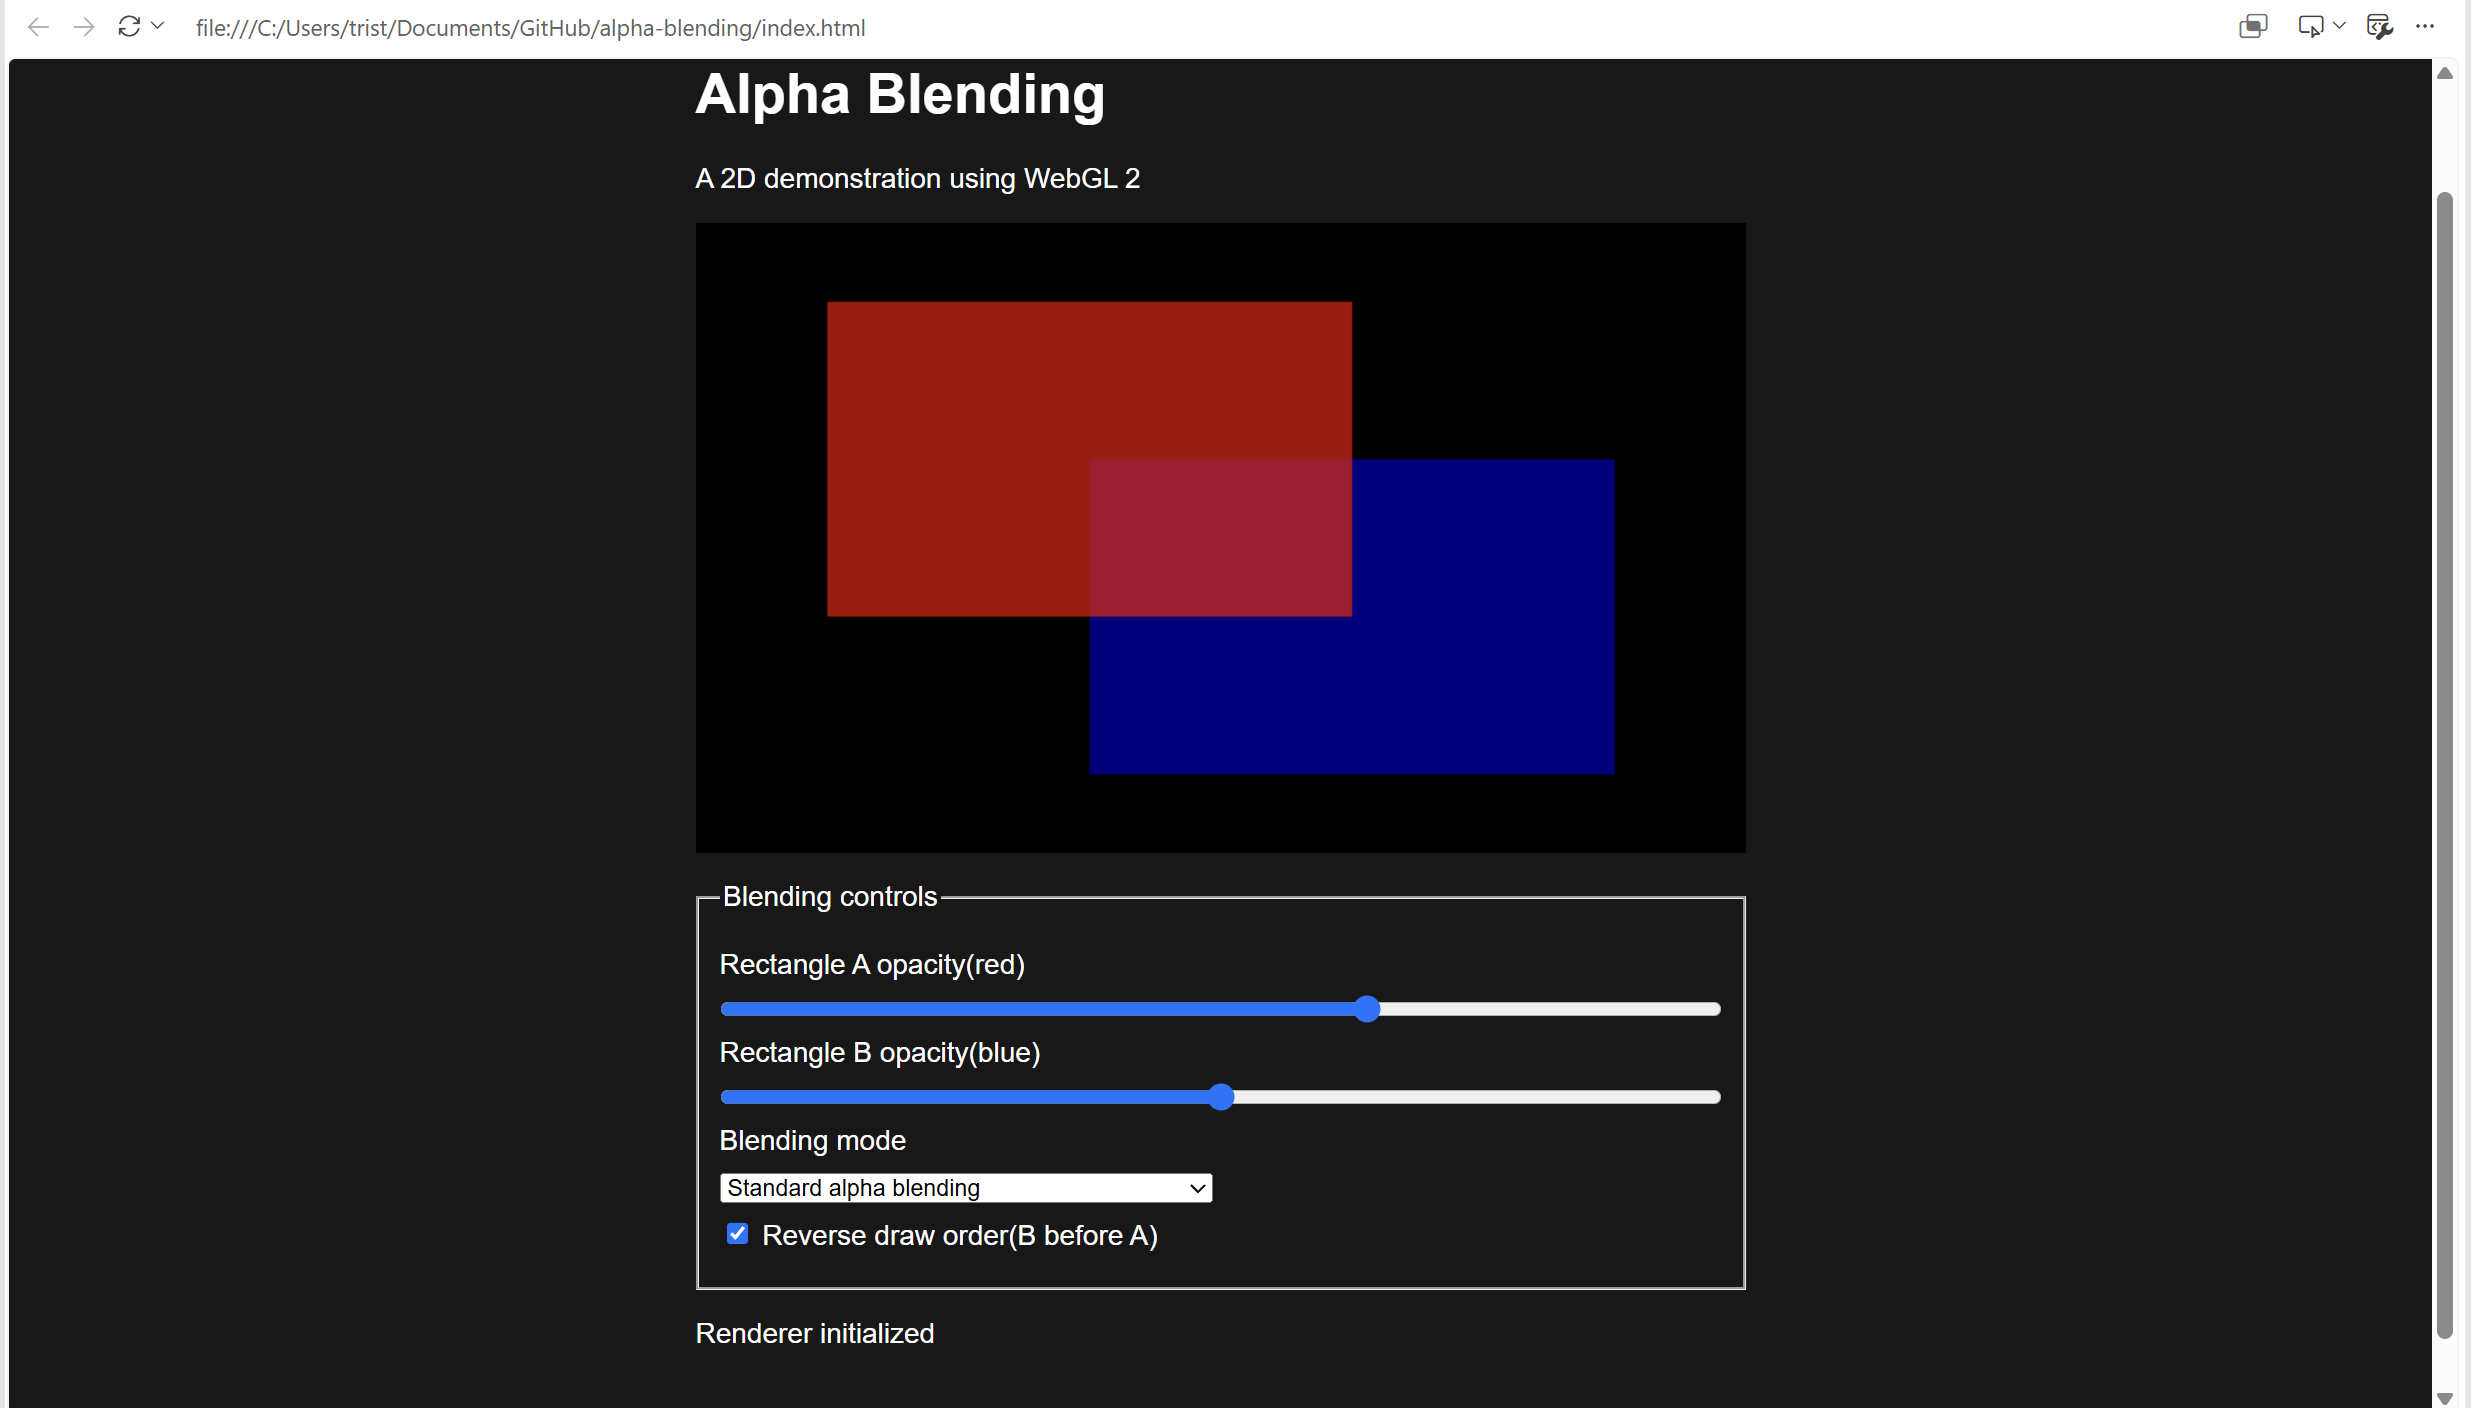 file:///C:/Users/trist/Documents/GitHub/alpha-blending/index.html
Alpha Blending
A 2D demonstration using WebGL 2
Blending controls
Rectangle A opacity(red)
Rectangle B opacity(blue)
Blending mode
Standard alpha blending
Reverse draw order(B before A)
Renderer initialized